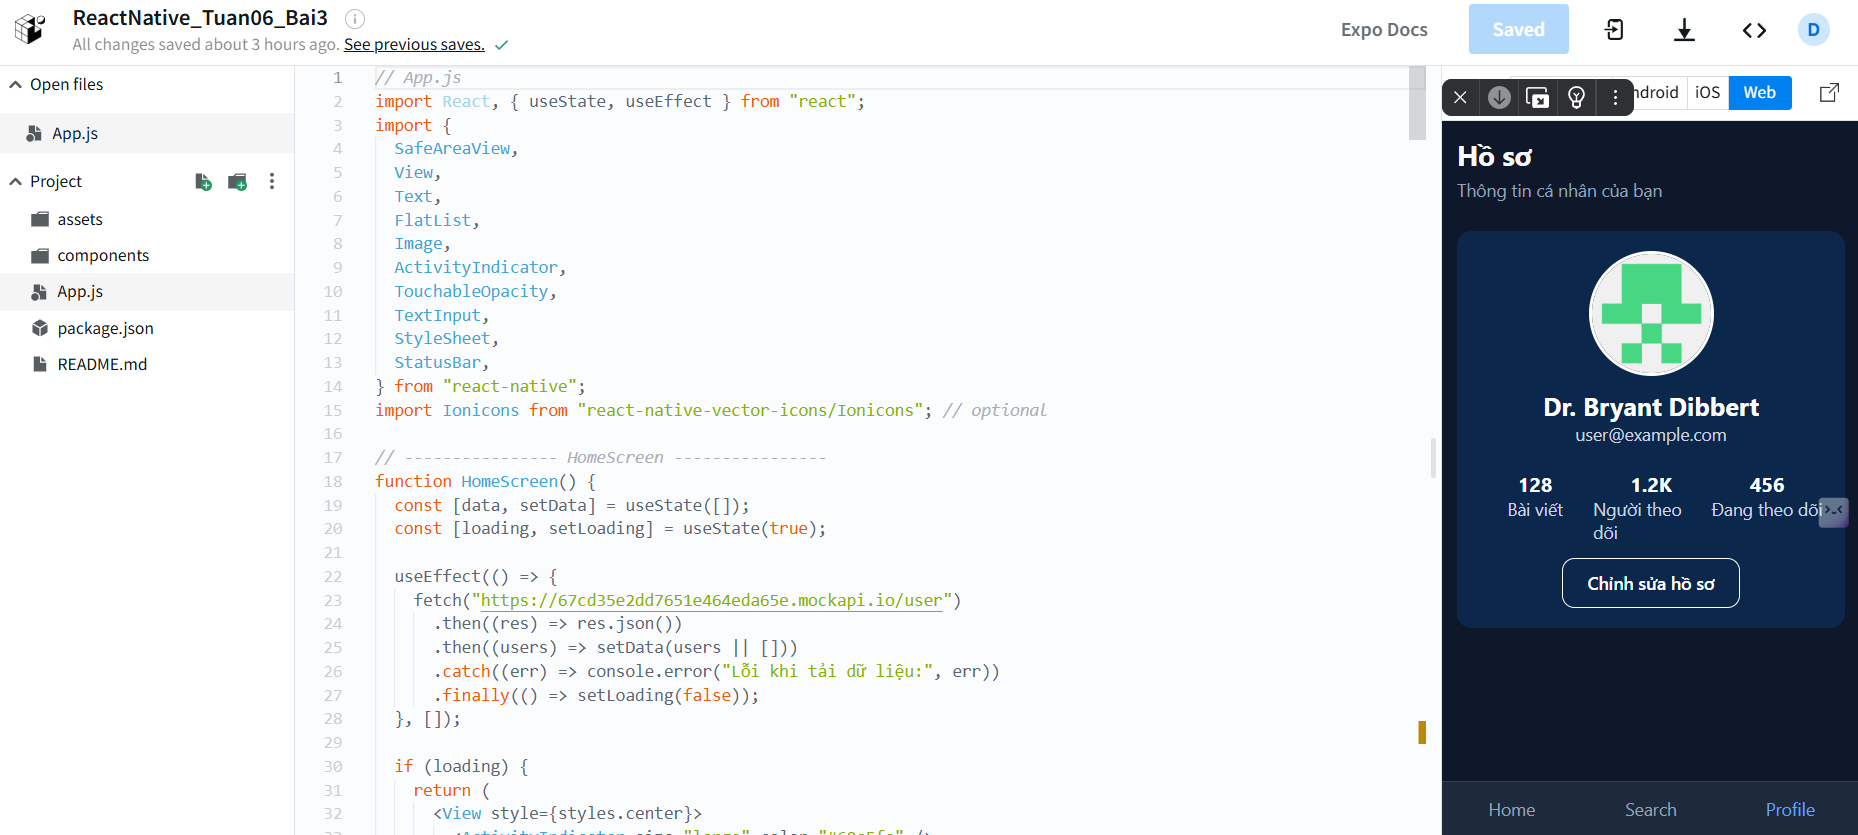 ReactNative_Tuan06_Bai3
All changes saved about 3 hours ago. See previous saves.
Expo Docs
Saved
D
Open files
App.js
Project
assets
components
App.js
package.json
README.md
1 // App.js
2 import React, { useState, useEffect } from "react";
3 import {
4 SafeAreaView,
5 View,
6 Text,
7 FlatList,
8 Image,
9 ActivityIndicator,
10 TouchableOpacity,
11 TextInput,
12 StyleSheet,
13 StatusBar,
14 } from "react-native";
15 import Ionicons from "react-native-vector-icons/Ionicons"; // optional
16
17 // ---------------- HomeScreen ----------------
18 function HomeScreen() {
19 const [data, setData] = useState([]);
20 const [loading, setLoading] = useState(true);
21
22 useEffect(() => {
23 fetch("https://67cd35e2dd7651e464eda65e.mockapi.io/user")
24 .then((res) => res.json())
25 .then((users) => setData(users || []))
26 .catch((err) => console.error("Lỗi khi tải dữ liệu:", err))
27 .finally(() => setLoading(false));
28 }, []);
29
30 if (loading) {
31 return (
32 <View style={styles.center}>
ndroid
iOS
Web
Hồ sơ
Thông tin cá nhân của bạn
Dr. Bryant Dibbert
user@example.com
128 1.2K 456
Bài viết Người theo Đang theo dõi
dõi
Chỉnh sửa hồ sơ
Home Search Profile